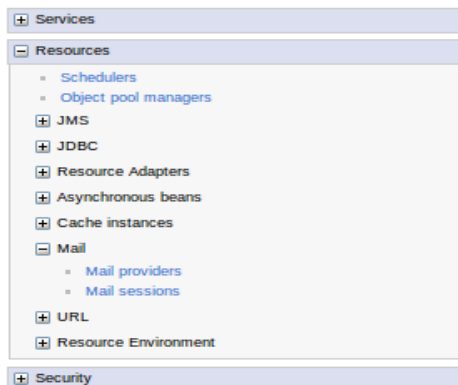 Services
Resources
Schedulers
Object pool managers
JMS
JDBC
Resource Adapters
Asynchronous beans
Cache instances
Mail
Mail providers
Mail sessions
URL
Resource Environment
Security